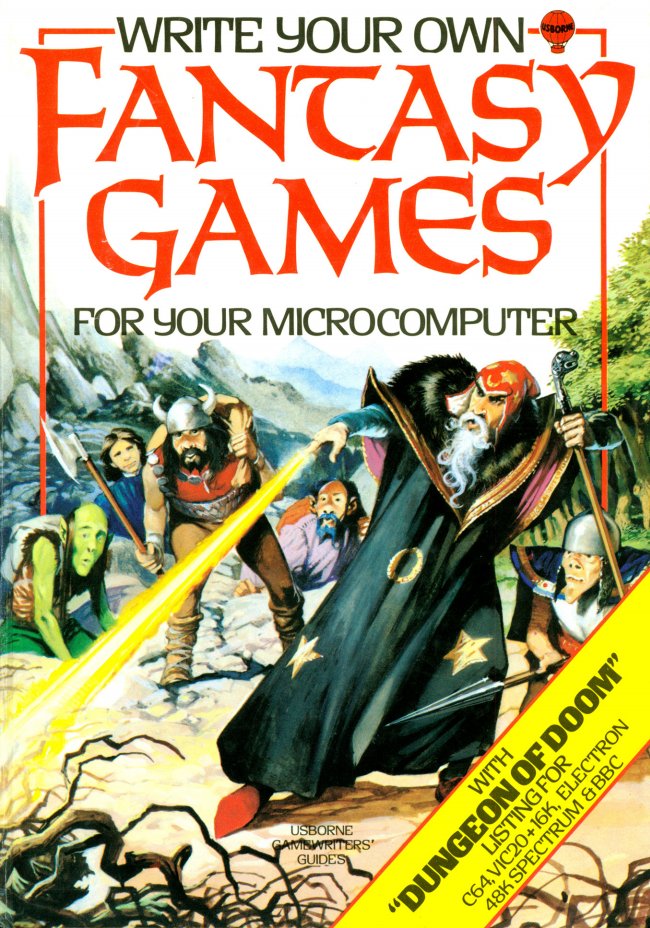 WRITE YOUR OWN
USBORNE
FANTASY
GAMES
FOR YOUR MICROCOMPUTER
WITH
"DUNGEON OF DOOM"
LISTING FOR
C64, VIC20+16K, ELECTRON
48K SPECTRUM & BBC
USBORNE
GAMEWRITERS'
GUIDES